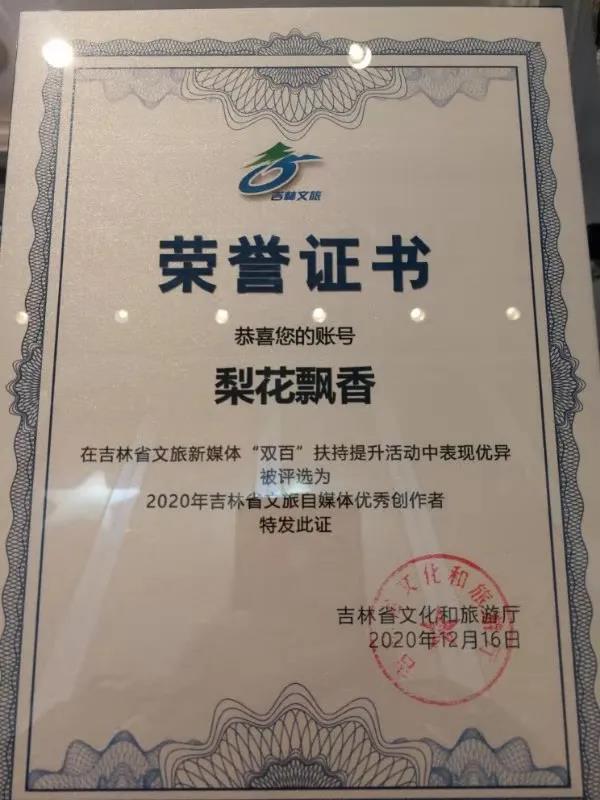 吉林文旅
荣誉证书
恭喜您的账号
梨花飘香
在吉林省文旅新媒体“双百”扶持提升活动中表现优异
被评选为
2020年吉林省文旅自媒体优秀创作者
特发此证
吉林省文化和旅游厅
2020年12月16日